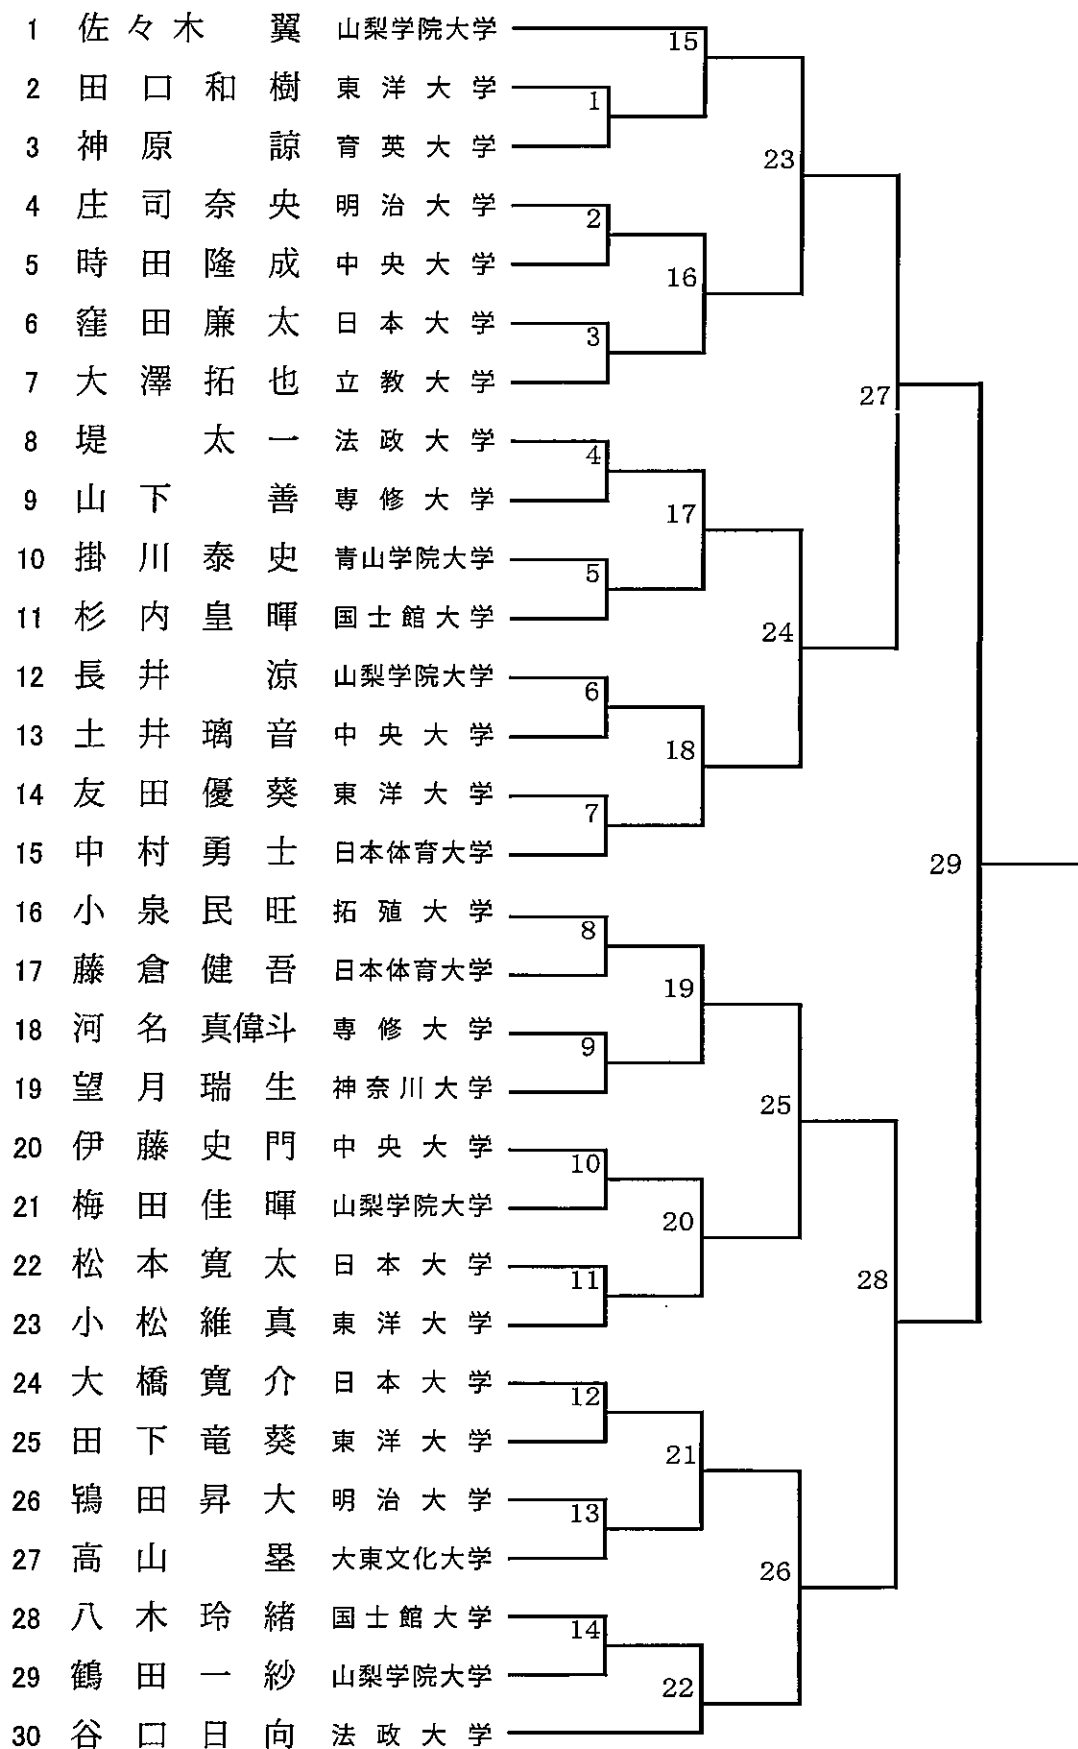 1 佐々木 翼 山梨学院大学
2 田口和樹 東洋大学
3 神原 諒 育英大学
4 庄司奈央 明治大学
5 時田隆成 中央大学
6 窪田廉太 日本大学
7 大澤拓也 立教大学
8 堤 太一 法政大学
9 山下 善 専修大学
10 掛川泰史 青山学院大学
11 杉内皇暉 国士館大学
12 長井 涼 山梨学院大学
13 土井璃音 中央大学
14 友田優葵 東洋大学
15 中村勇士 日本体育大学
16 小泉民旺 拓殖大学
17 藤倉健吾 日本体育大学
18 河名真偉斗 専修大学
19 望月瑞生 神奈川大学
20 伊藤史門 中央大学
21 梅田佳暉 山梨学院大学
22 松本寛太 日本大学
23 小松維真 東洋大学
24 大橋寛介 日本大学
25 田下竜葵 東洋大学
26 鴇田昇大 明治大学
27 高山 塁 大東文化大学
28 八木玲緒 国士館大学
29 鶴田一紗 山梨学院大学
30 谷口日向 法政大学
1
2
3
4
5
6
7
8
9
10
11
12
13
14
15
16
17
18
19
20
21
22
23
24
25
26
27
28
29